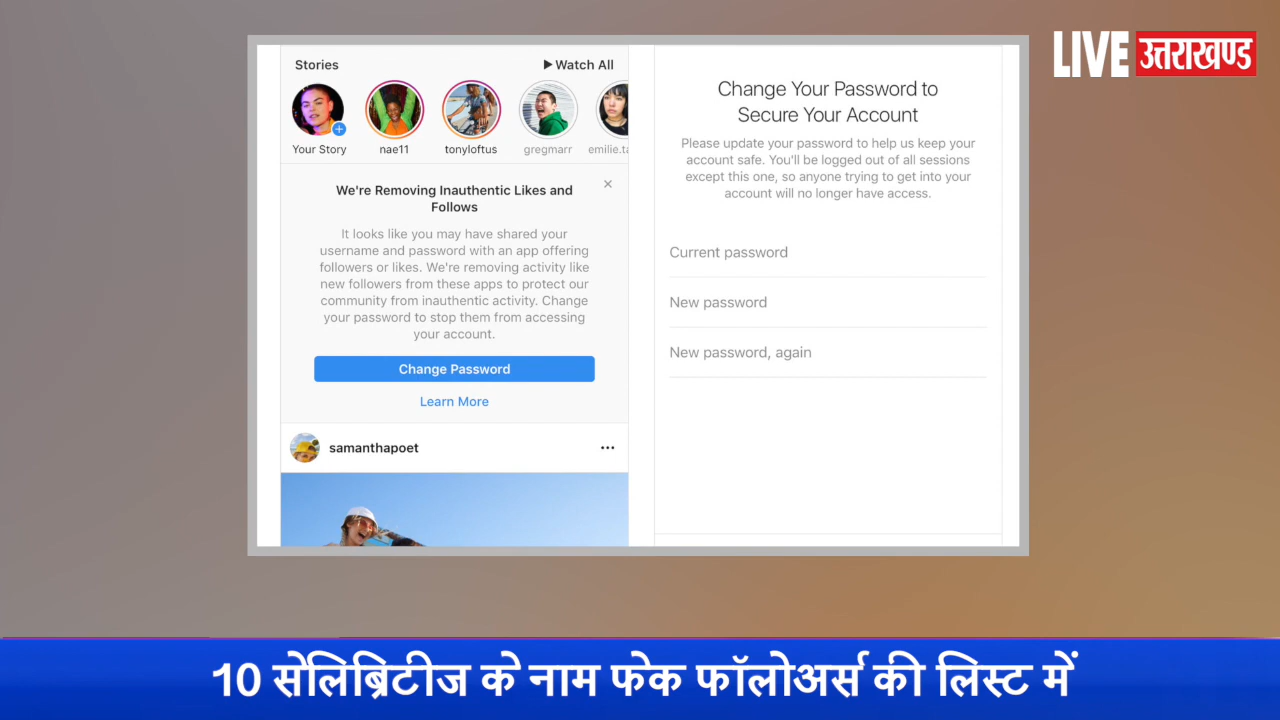 LIVE उत्तराखण्ड
Stories
Watch All
Your Story
nae11
tonyloftus
gregmarr
We're Removing Inauthentic Likes and
Follows
It looks like you may have shared your
username and password with an app offering
followers or likes. We're removing activity like
new followers from these apps to protect our
community from inauthentic activity. Change
your password to stop them from accessing
your account.
Change Password
Learn More
samanthapoet
Change Your Password to
Secure Your Account
Please update your password to help us keep your
account safe. You'll be logged out of all sessions
except this one, so anyone trying to get into your
account will no longer have access.
Current password
New password
New password, again
10 सेलिब्रिटीज के नाम फेक फॉलोअर्स की लिस्ट में